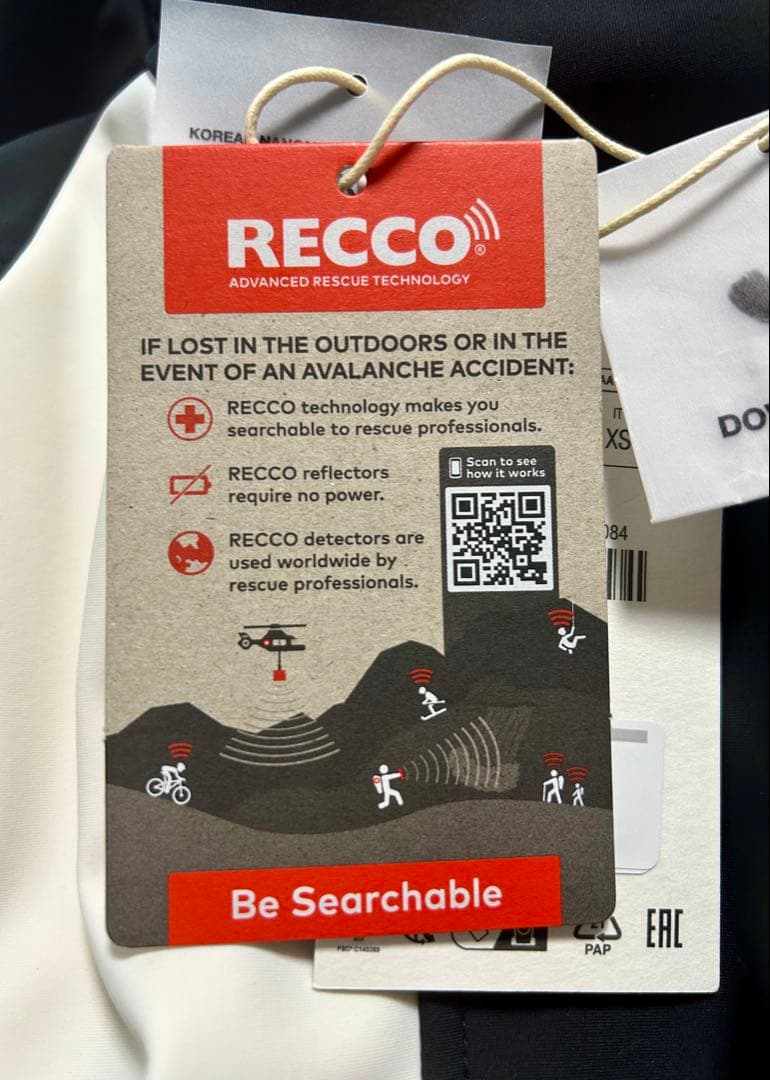 KOREA
RECCO®
ADVANCED RESCUE TECHNOLOGY
IF LOST IN THE OUTDOORS OR IN THE
EVENT OF AN AVALANCHE ACCIDENT:
RECCO technology makes you
searchable to rescue professionals.
RECCO reflectors
require no power.
Scan to see
how it works
RECCO detectors are
used worldwide by
rescue professionals.
Be Searchable
IT
XS
DO
084
21
PAP
EAC